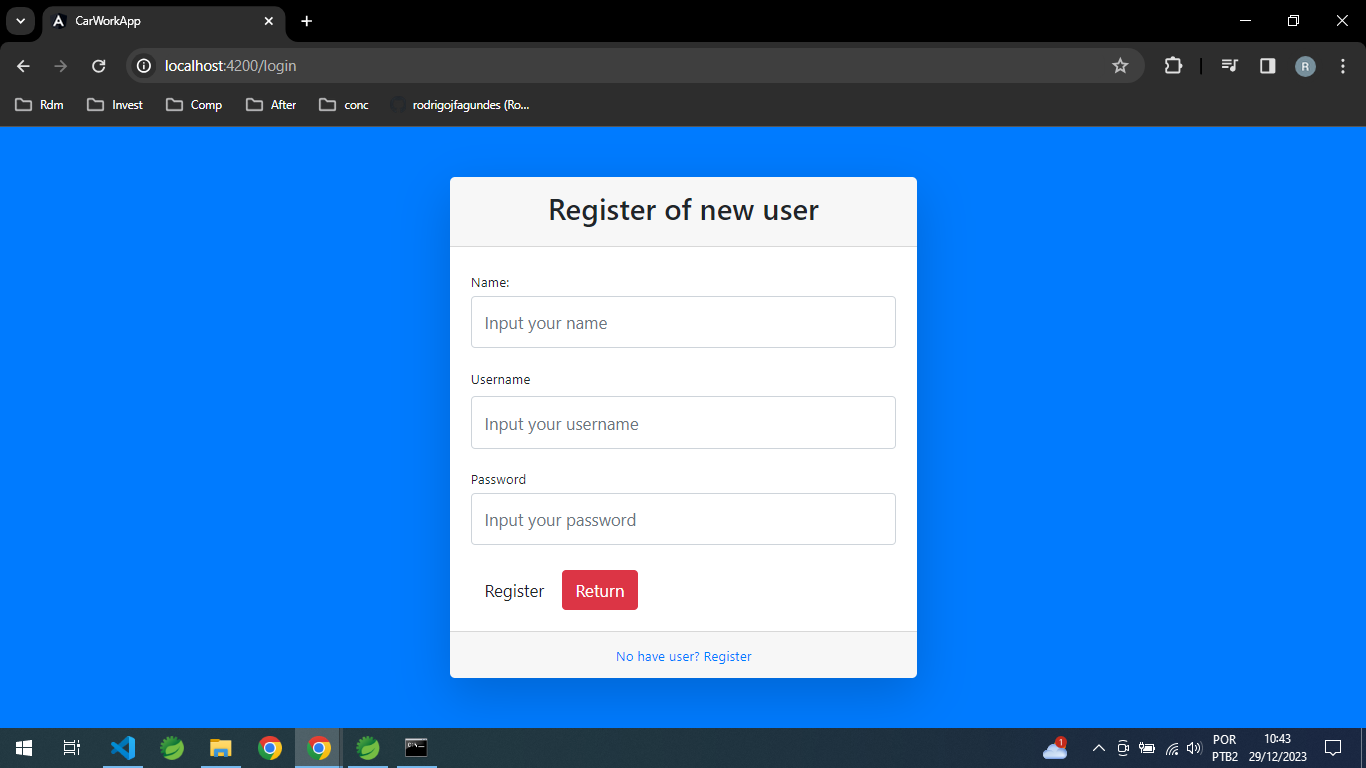 CarWorkApp
localhost:4200/login
R
Rdm Invest Comp After conc rodrigojfagundes (Ro...
Register of new user
Name:
Input your name
Username
Input your username
Password
Input your password
Register Return
No have user? Register
1
POR 10:43
PTB2 29/12/2023